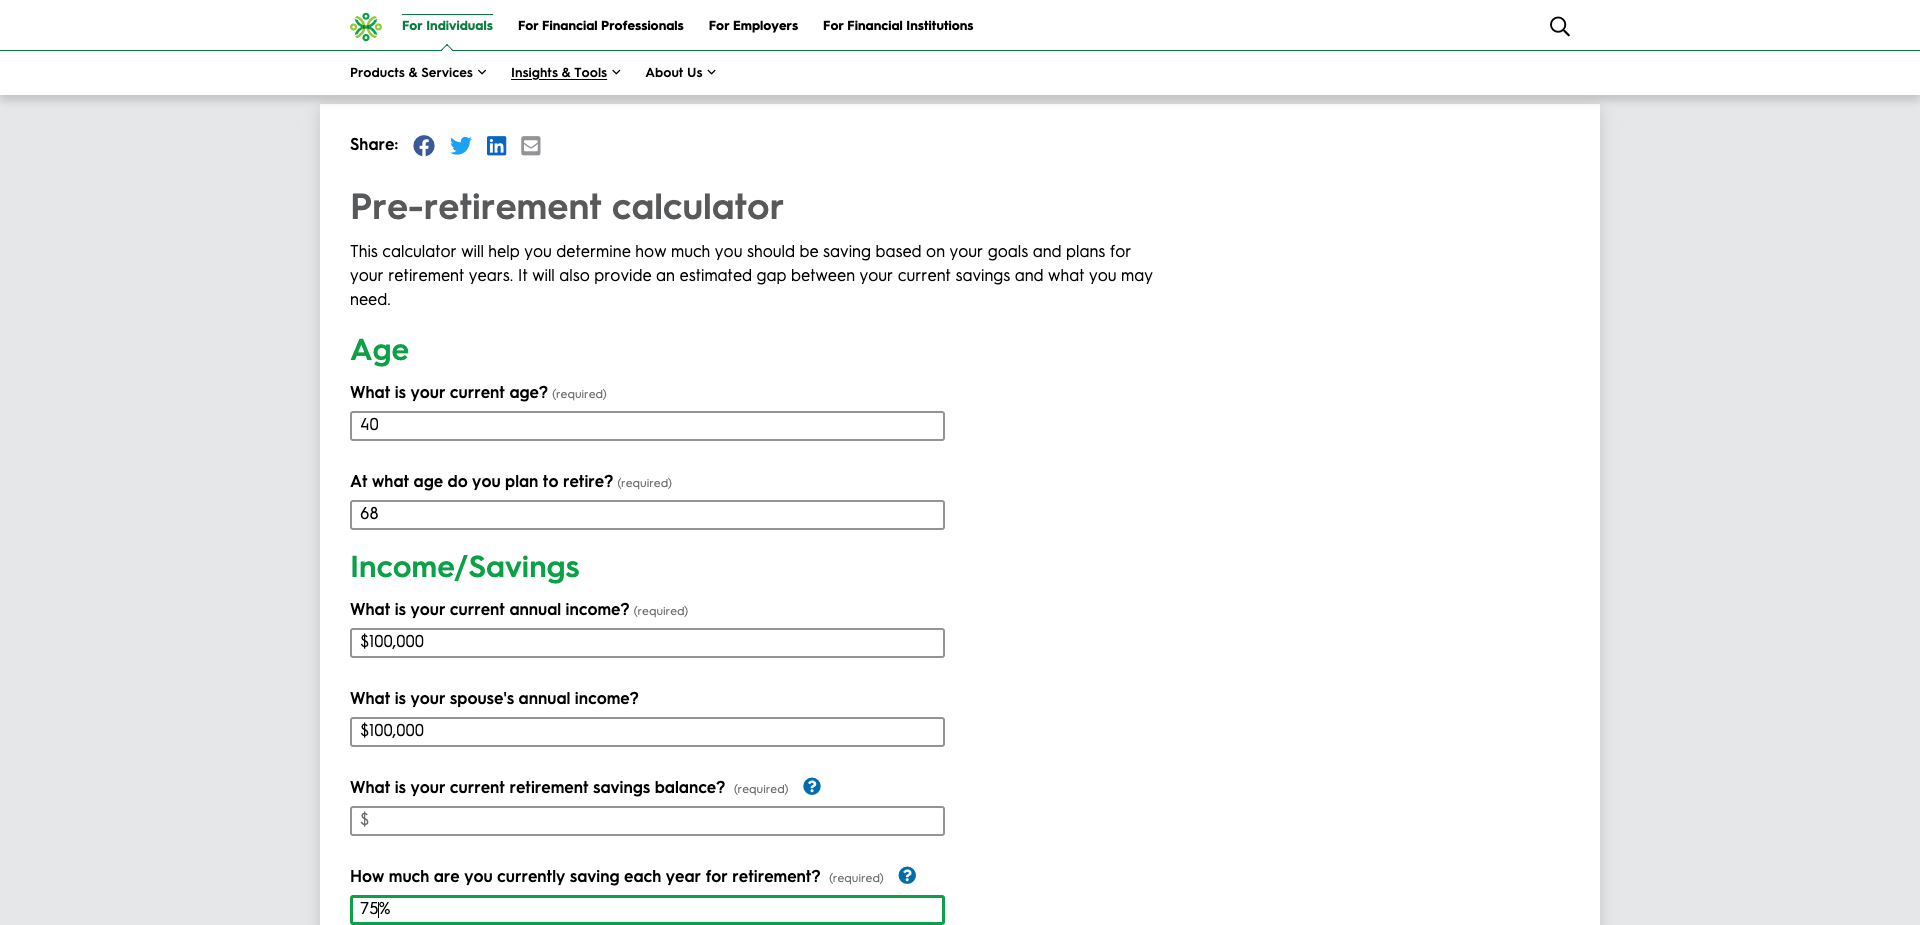 For Individuals For Financial Professionals For Employers For Financial Institutions
Products & Services Insights & Tools About Us
Share:
Pre-retirement calculator
This calculator will help you determine how much you should be saving based on your goals and plans for
your retirement years. It will also provide an estimated gap between your current savings and what you may
need.
Age
What is your current age? (required)
40
At what age do you plan to retire? (required)
68
Income/Savings
What is your current annual income? (required)
$100,000
What is your spouse's annual income?
$100,000
What is your current retirement savings balance? (required) ?
$
How much are you currently saving each year for retirement? (required) ?
75%